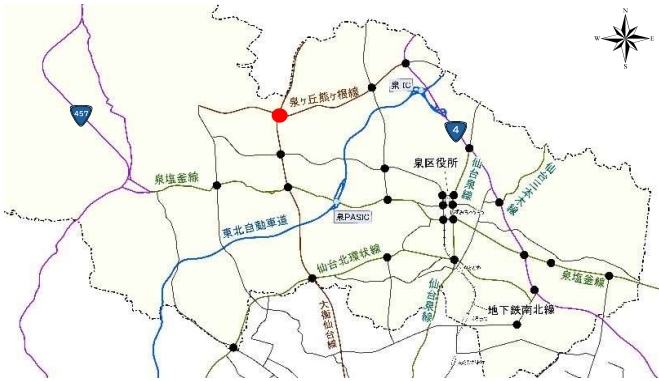 N
W
E
S
457
泉ヶ丘熊ヶ根線
泉 IC
4
泉区役所
仙台泉線
仙台三本木線
泉塩釜線
泉PASIC
東北自動車道
仙台北環状線
泉塩釜線
大衡仙台線
仙台泉線
地下鉄南北線